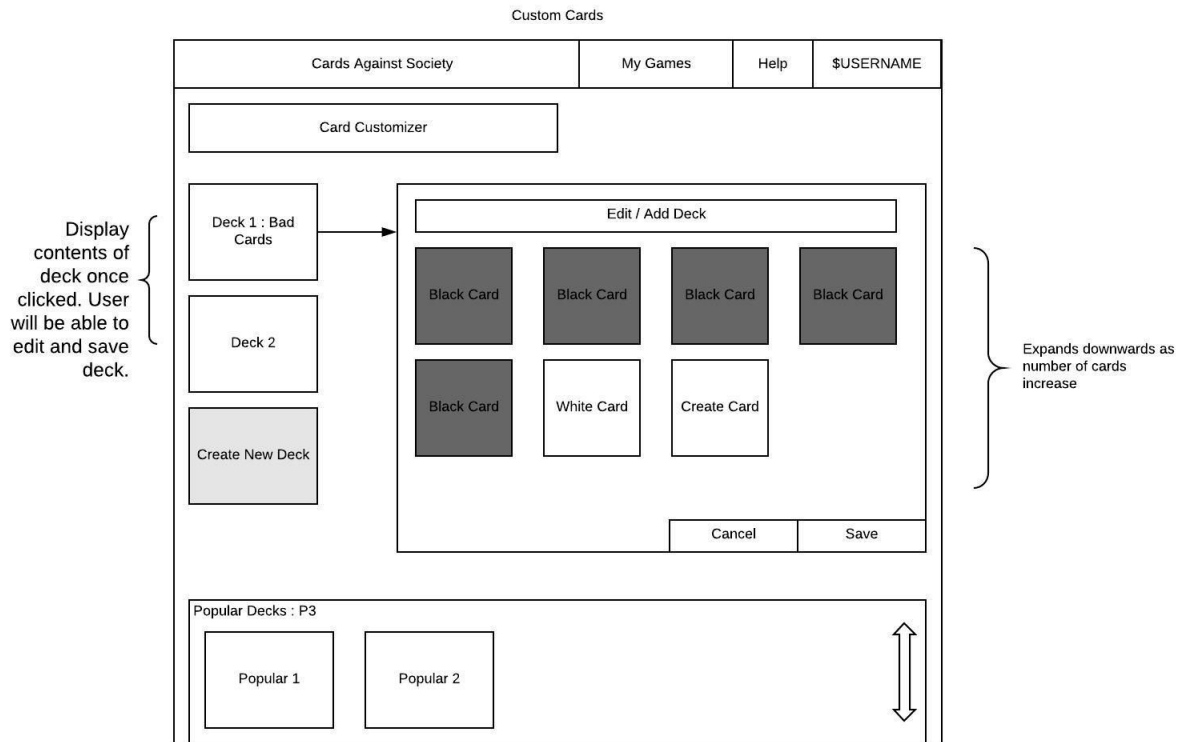 Custom Cards
Cards Against Society
My Games
Help
$USERNAME
Card Customizer
Display
contents of
deck once
clicked. User
will be able to
edit and save
deck.
Deck 1 : Bad
Cards
Deck 2
Create New Deck
Edit / Add Deck
Black Card
Black Card
Black Card
Black Card
Black Card
White Card
Create Card
Cancel
Save
Expands downwards as
number of cards
increase
Popular Decks : P3
Popular 1
Popular 2